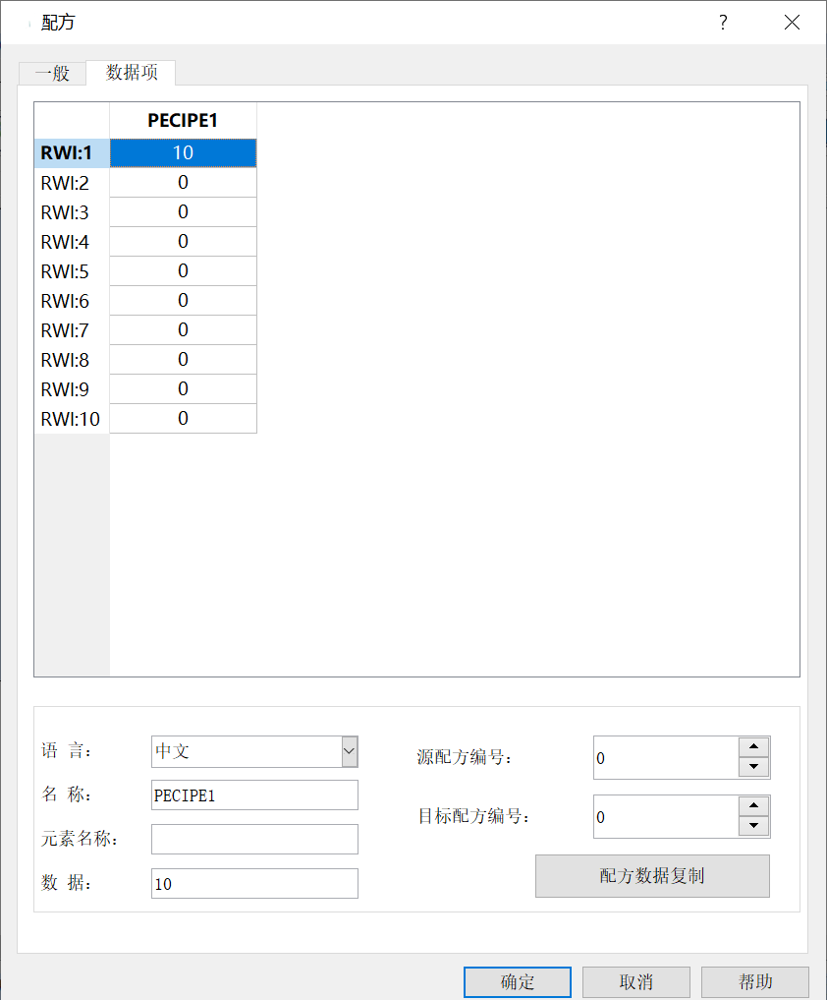 配方
?
一般 数据项
PECIPE1
RWI:1 10
RWI:2 0
RWI:3 0
RWI:4 0
RWI:5 0
RWI:6 0
RWI:7 0
RWI:8 0
RWI:9 0
RWI:10 0
语 言： 中文
名 称： PECIPE1
元素名称：
数 据： 10
源配方编号： 0
目标配方编号： 0
配方数据复制
确定 取消 帮助